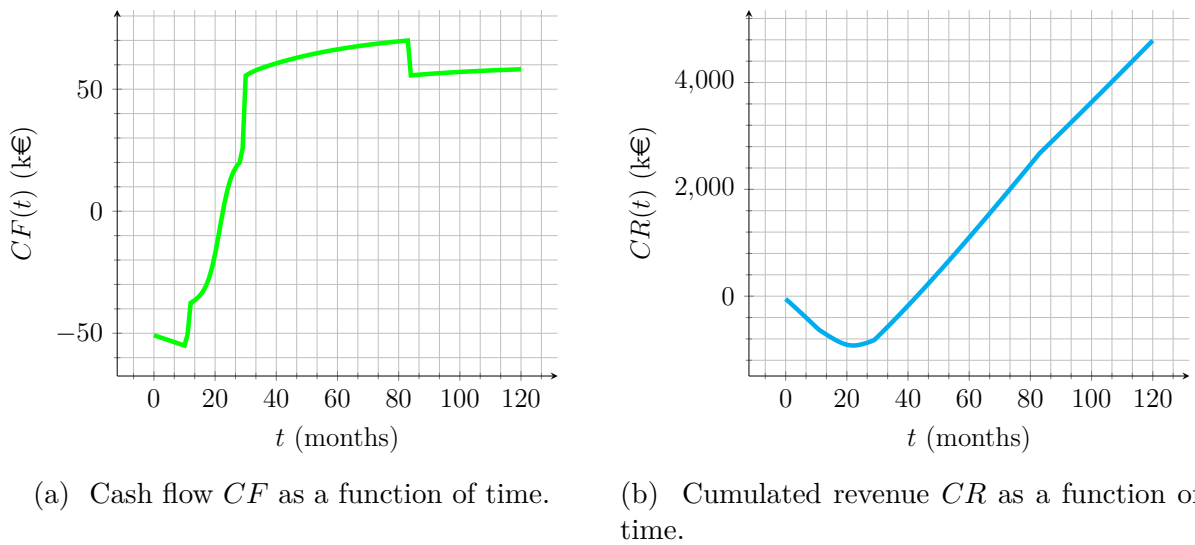 50
0
−50
CF(t) (k€)
0 20 40 60 80 100 120
t (months)
(a) Cash flow CF as a function of time.
4,000
2,000
0
CR(t) (k€)
0 20 40 60 80 100 120
t (months)
(b) Cumulated revenue CR as a function of
time.